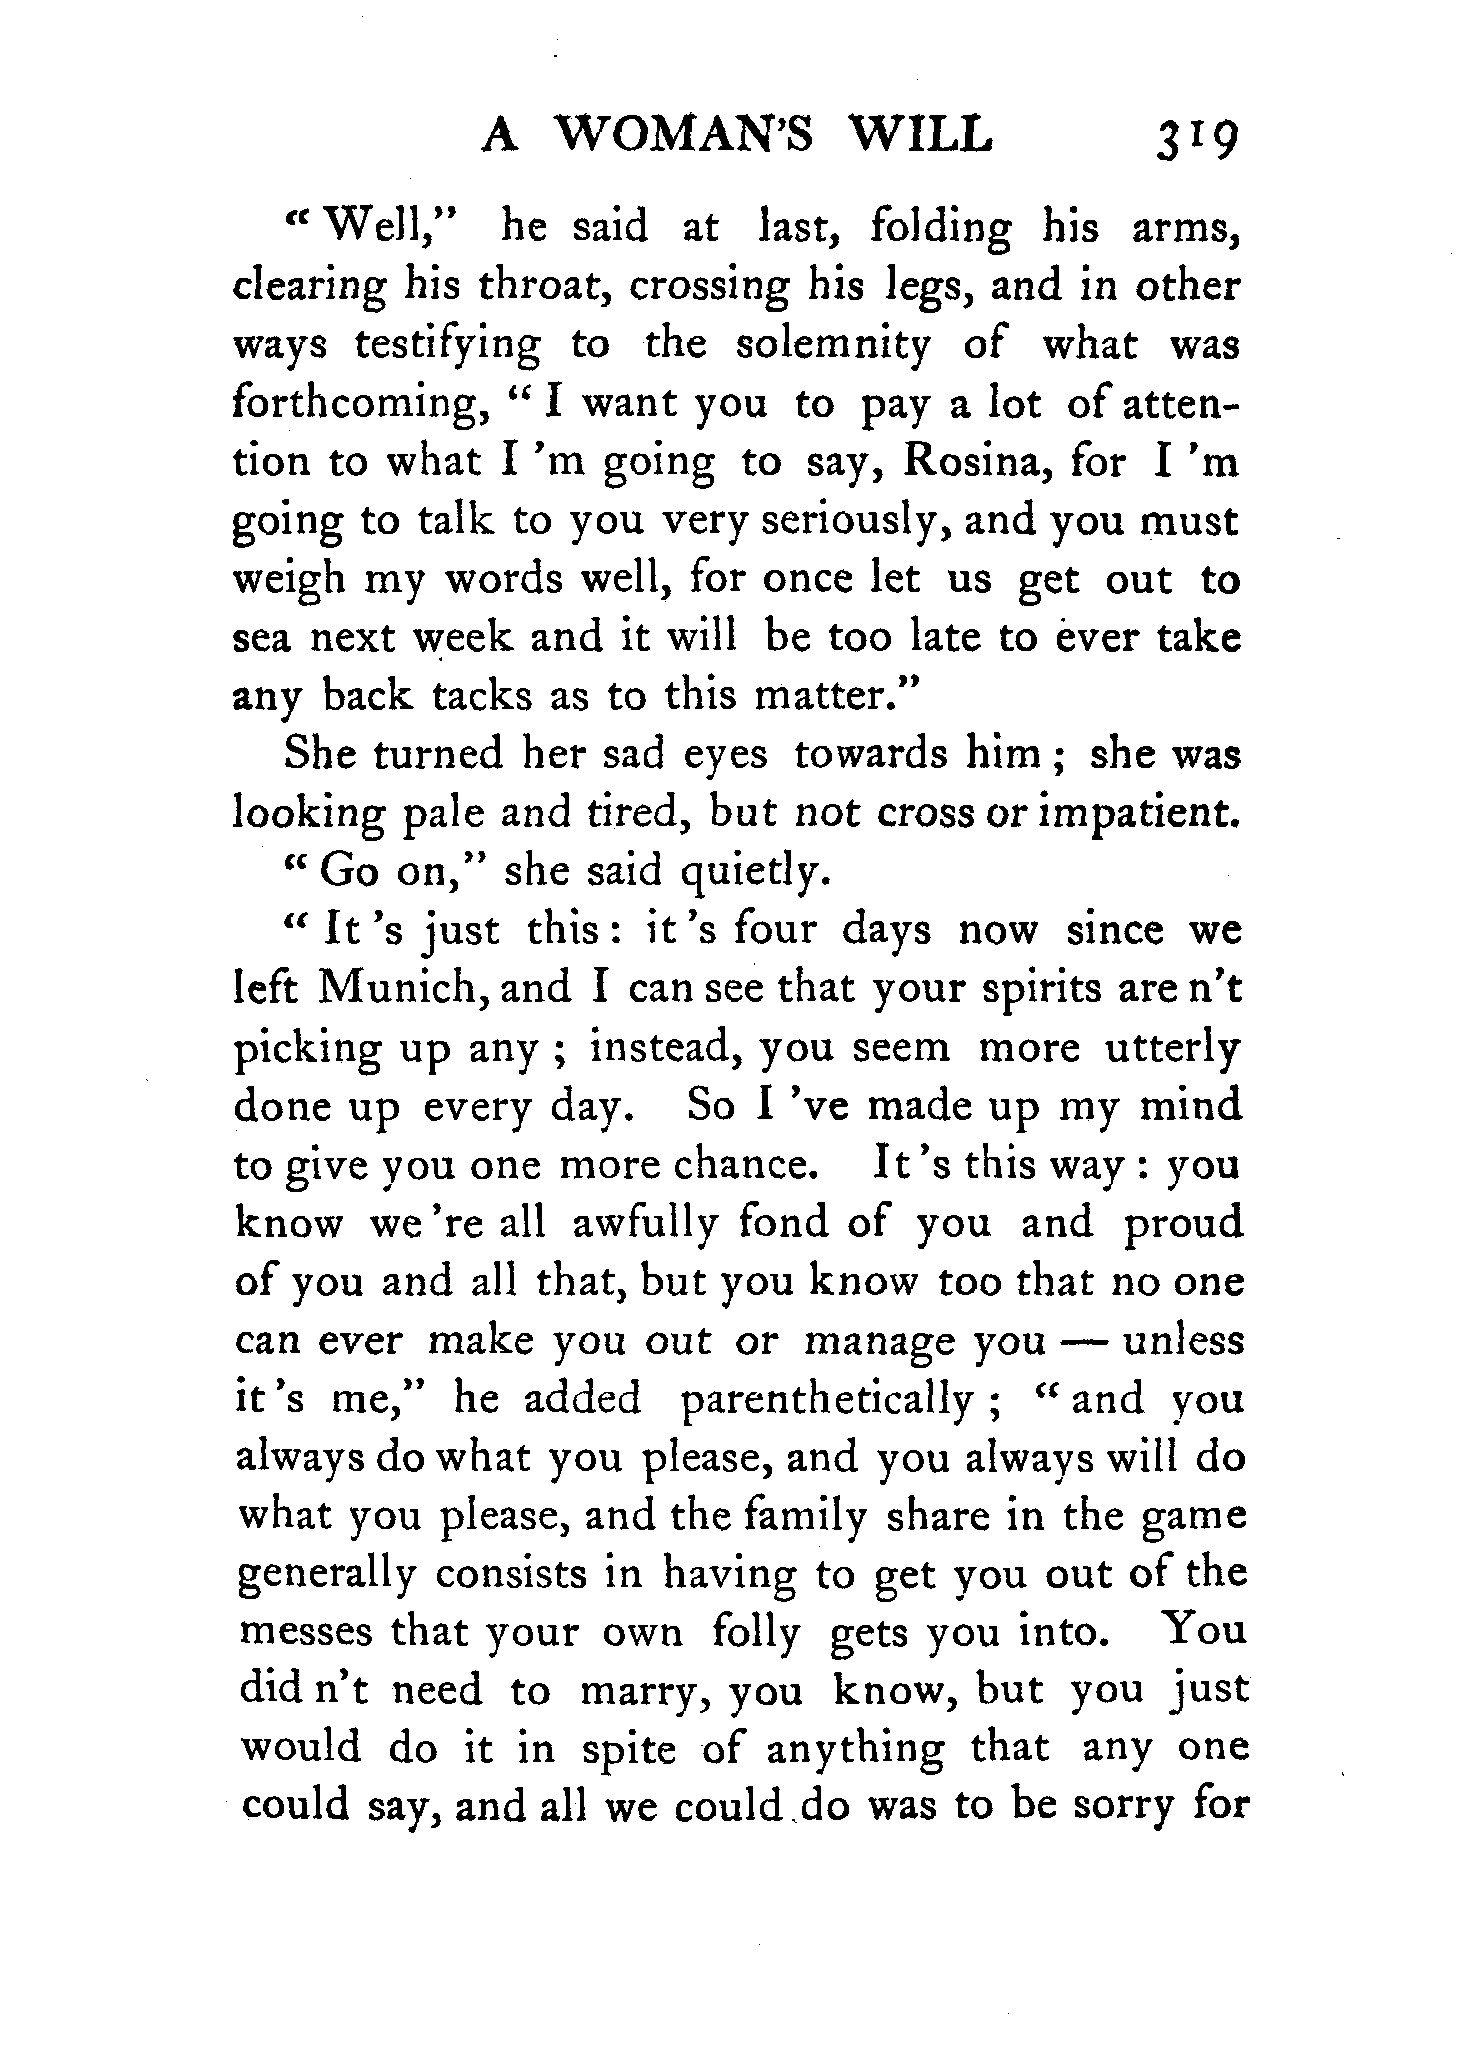 A WOMAN'S WILL 319
" Well," he said at last, folding his arms,
clearing his throat, crossing his legs, and in other
ways testifying to the solemnity of what was
forthcoming, " I want you to pay a lot of atten-
tion to what I 'm going to say, Rosina, for I 'm
going to talk to you very seriously, and you must
weigh my words well, for once let us get out to
sea next week and it will be too late to ever take
any back tacks as to this matter."
She turned her sad eyes towards him ; she was
looking pale and tired, but not cross or impatient.
" Go on," she said quietly.
" It 's just this : it 's four days now since we
left Munich, and I can see that your spirits are n't
picking up any ; instead, you seem more utterly
done up every day. So I 've made up my mind
to give you one more chance. It 's this way : you
know we 're all awfully fond of you and proud
of you and all that, but you know too that no one
can ever make you out or manage you — unless
it 's me," he added parenthetically ; " and you
always do what you please, and you always will do
what you please, and the family share in the game
generally consists in having to get you out of the
messes that your own folly gets you into. You
did n't need to marry, you know, but you just
would do it in spite of anything that any one
could say, and all we could do was to be sorry for